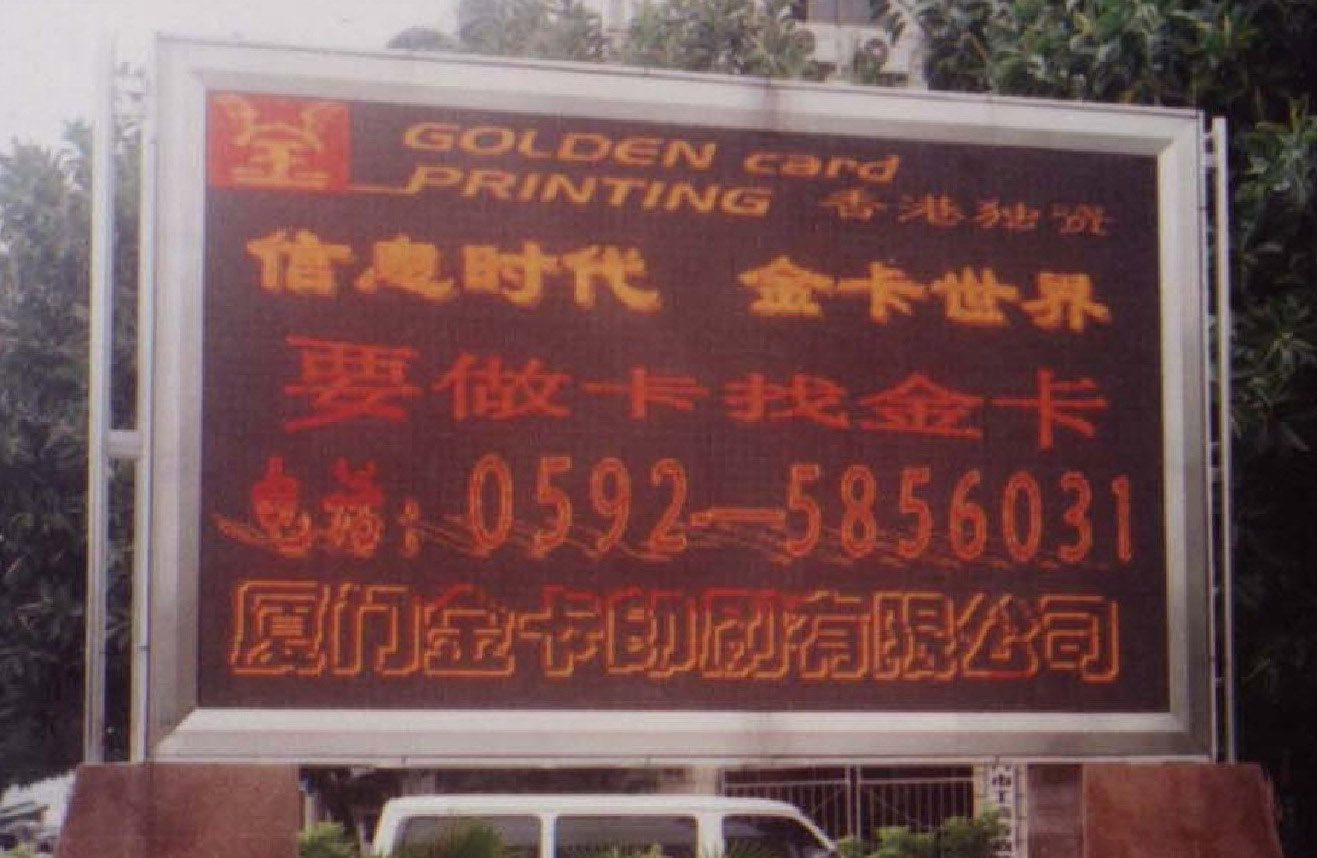 GOLDEN card
PRINTING 香港独资
信息时代 金卡世界
要做卡找金卡
电话:0592—5856031
厦门金卡印刷有限公司